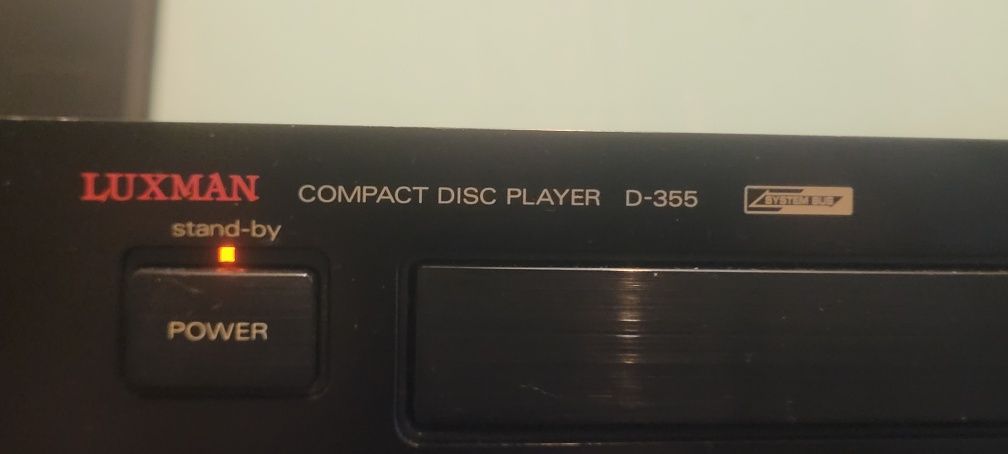 LUXMAN COMPACT DISC PLAYER D-355 SYSTEM BUS
stand-by
POWER